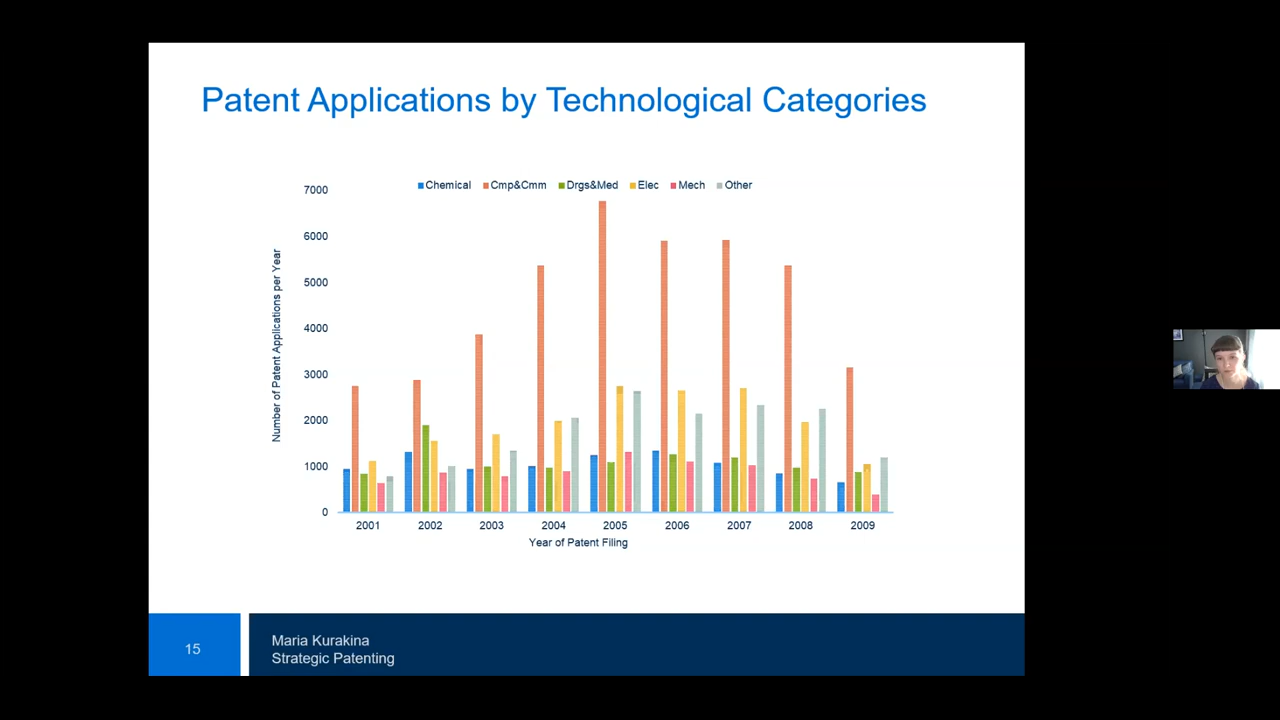 Patent Applications by Technological Categories
Chemical Cmp&Cmm Drgs&Med Elec Mech Other
7000
6000
5000
4000
3000
2000
1000
0
Number of Patent Applications per Year
2001 2002 2003 2004 2005 2006 2007 2008 2009
Year of Patent Filing
15
Maria Kurakina
Strategic Patenting